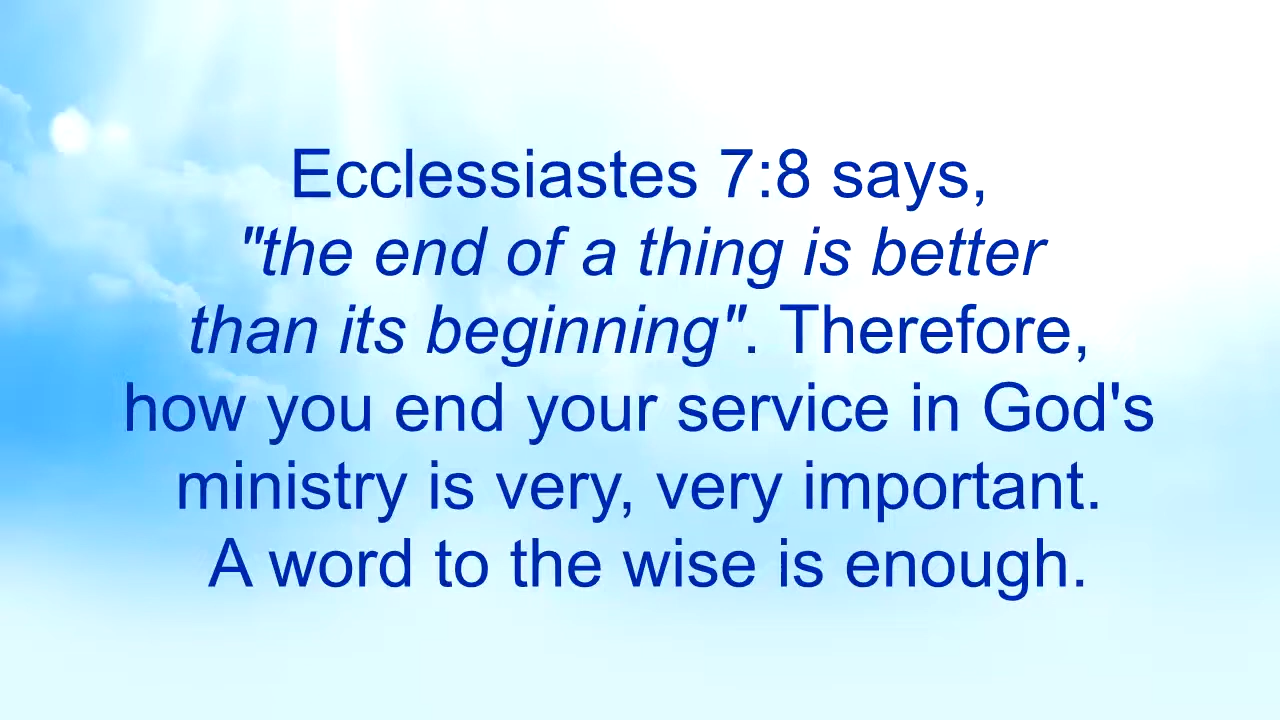 Ecclessiastes 7:8 says,
"the end of a thing is better
than its beginning". Therefore,
how you end your service in God's
ministry is very, very important.
A word to the wise is enough.